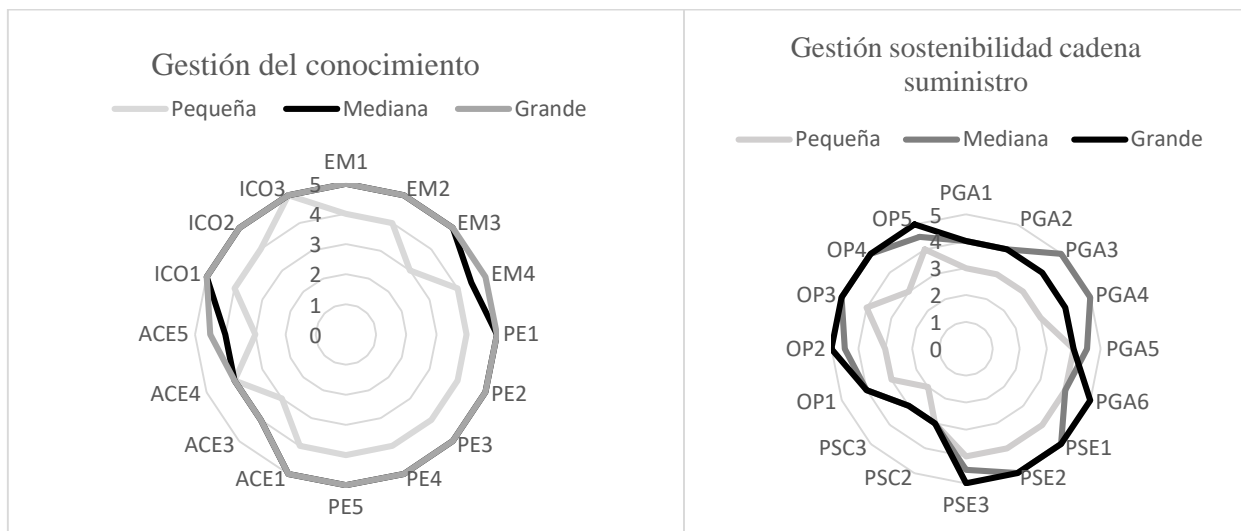 Gestión del conocimiento
Pequeña Mediana Grande
EM1
EM2
EM3
EM4
PE1
PE2
PE3
PE4
PE5
ACE1
ACE3
ACE4
ACE5
ICO1
ICO2
ICO3
5
4
3
2
1
0
Gestión sostenibilidad cadena
suministro
Pequeña Mediana Grande
PGA1
PGA2
PGA3
PGA4
PGA5
PGA6
PSE1
PSE2
PSE3
PSC2
PSC3
OP1
OP2
OP3
OP4
OP5
5
4
3
2
1
0